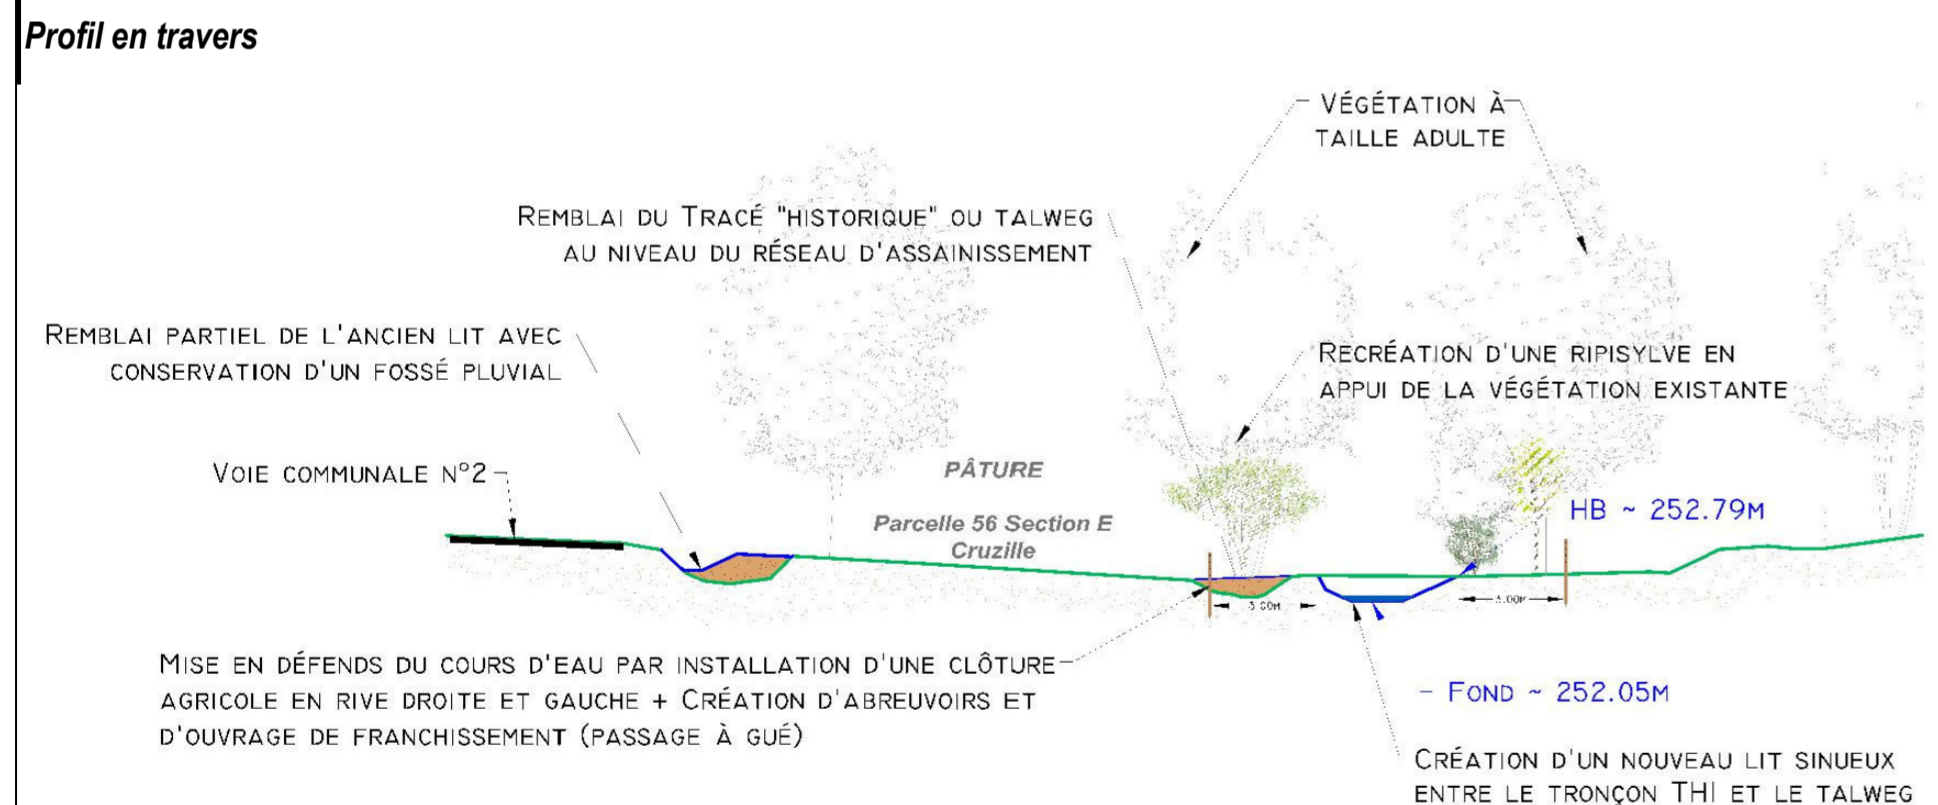 Profil en travers
VÉGÉTATION À
TAILLE ADULTE
REMBLAI DU TRACÉ "HISTORIQUE" OU TALWEG
AU NIVEAU DU RÉSEAU D'ASSAINISSEMENT
REMBLAI PARTIEL DE L'ANCIEN LIT AVEC
CONSERVATION D'UN FOSSÉ PLUVIAL
RECRÉATION D'UNE RIPISYLVE EN
APPUI DE LA VÉGÉTATION EXISTANTE
VOIE COMMUNALE N°2
PÂTURE
Parcelle 56 Section E
Cruzille
HB ~ 252.79M
3.00M
3.00M
MISE EN DÉFENDS DU COURS D'EAU PAR INSTALLATION D'UNE CLÔTURE
AGRICOLE EN RIVE DROITE ET GAUCHE + CRÉATION D'ABREUVOIRS ET
D'OUVRAGE DE FRANCHISSEMENT (PASSAGE À GUÉ)
- FOND ~ 252.05M
CRÉATION D'UN NOUVEAU LIT SINUEUX
ENTRE LE TRONÇON THI ET LE TALWEG